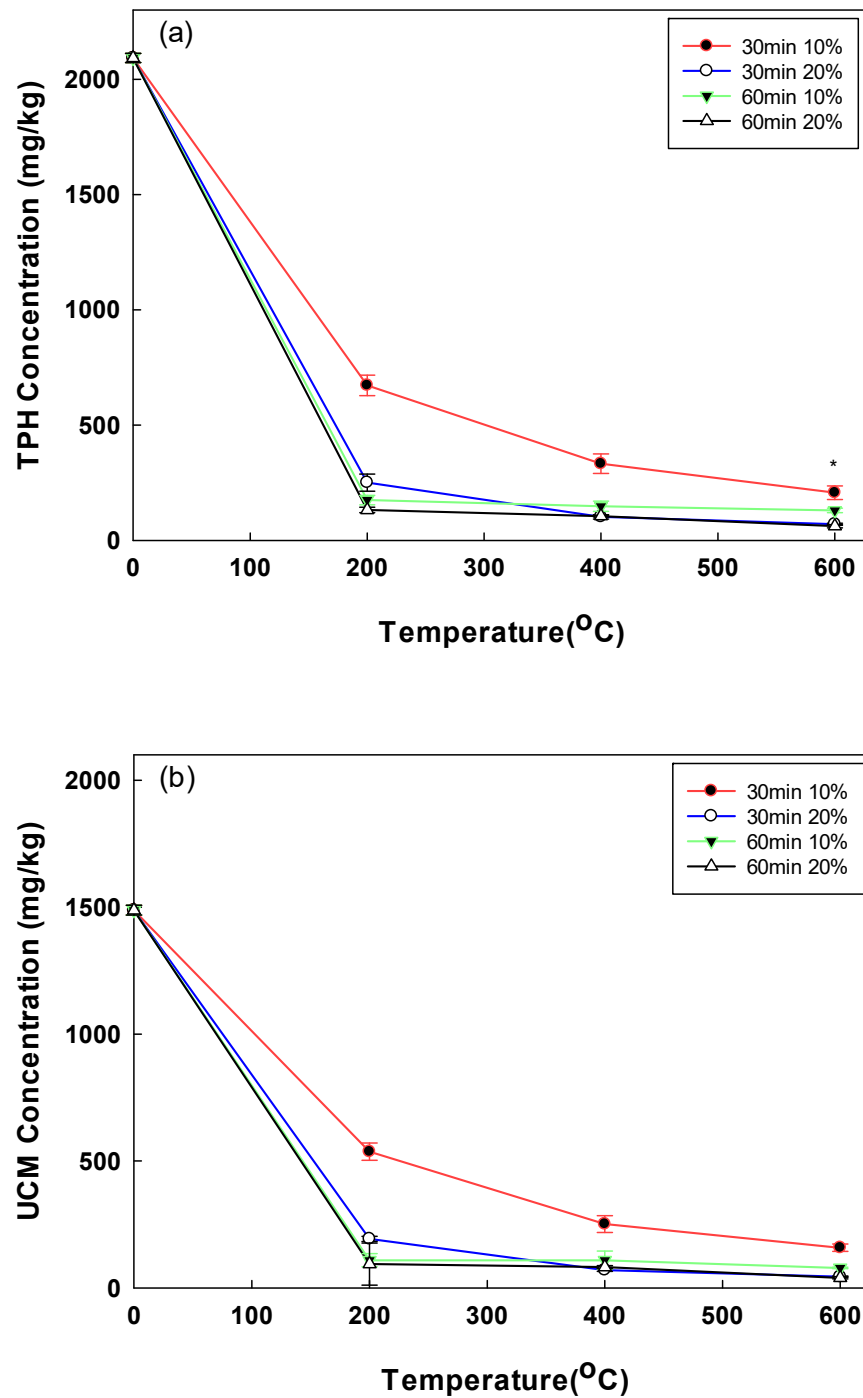 (a)
30min 10%
30min 20%
60min 10%
60min 20%
2000
1500
1000
500
0
TPH Concentration (mg/kg)
*
0 100 200 300 400 500 600
Temperature(°C)
(b)
30min 10%
30min 20%
60min 10%
60min 20%
2000
1500
1000
500
0
UCM Concentration (mg/kg)
0 100 200 300 400 500 600
Temperature(°C)